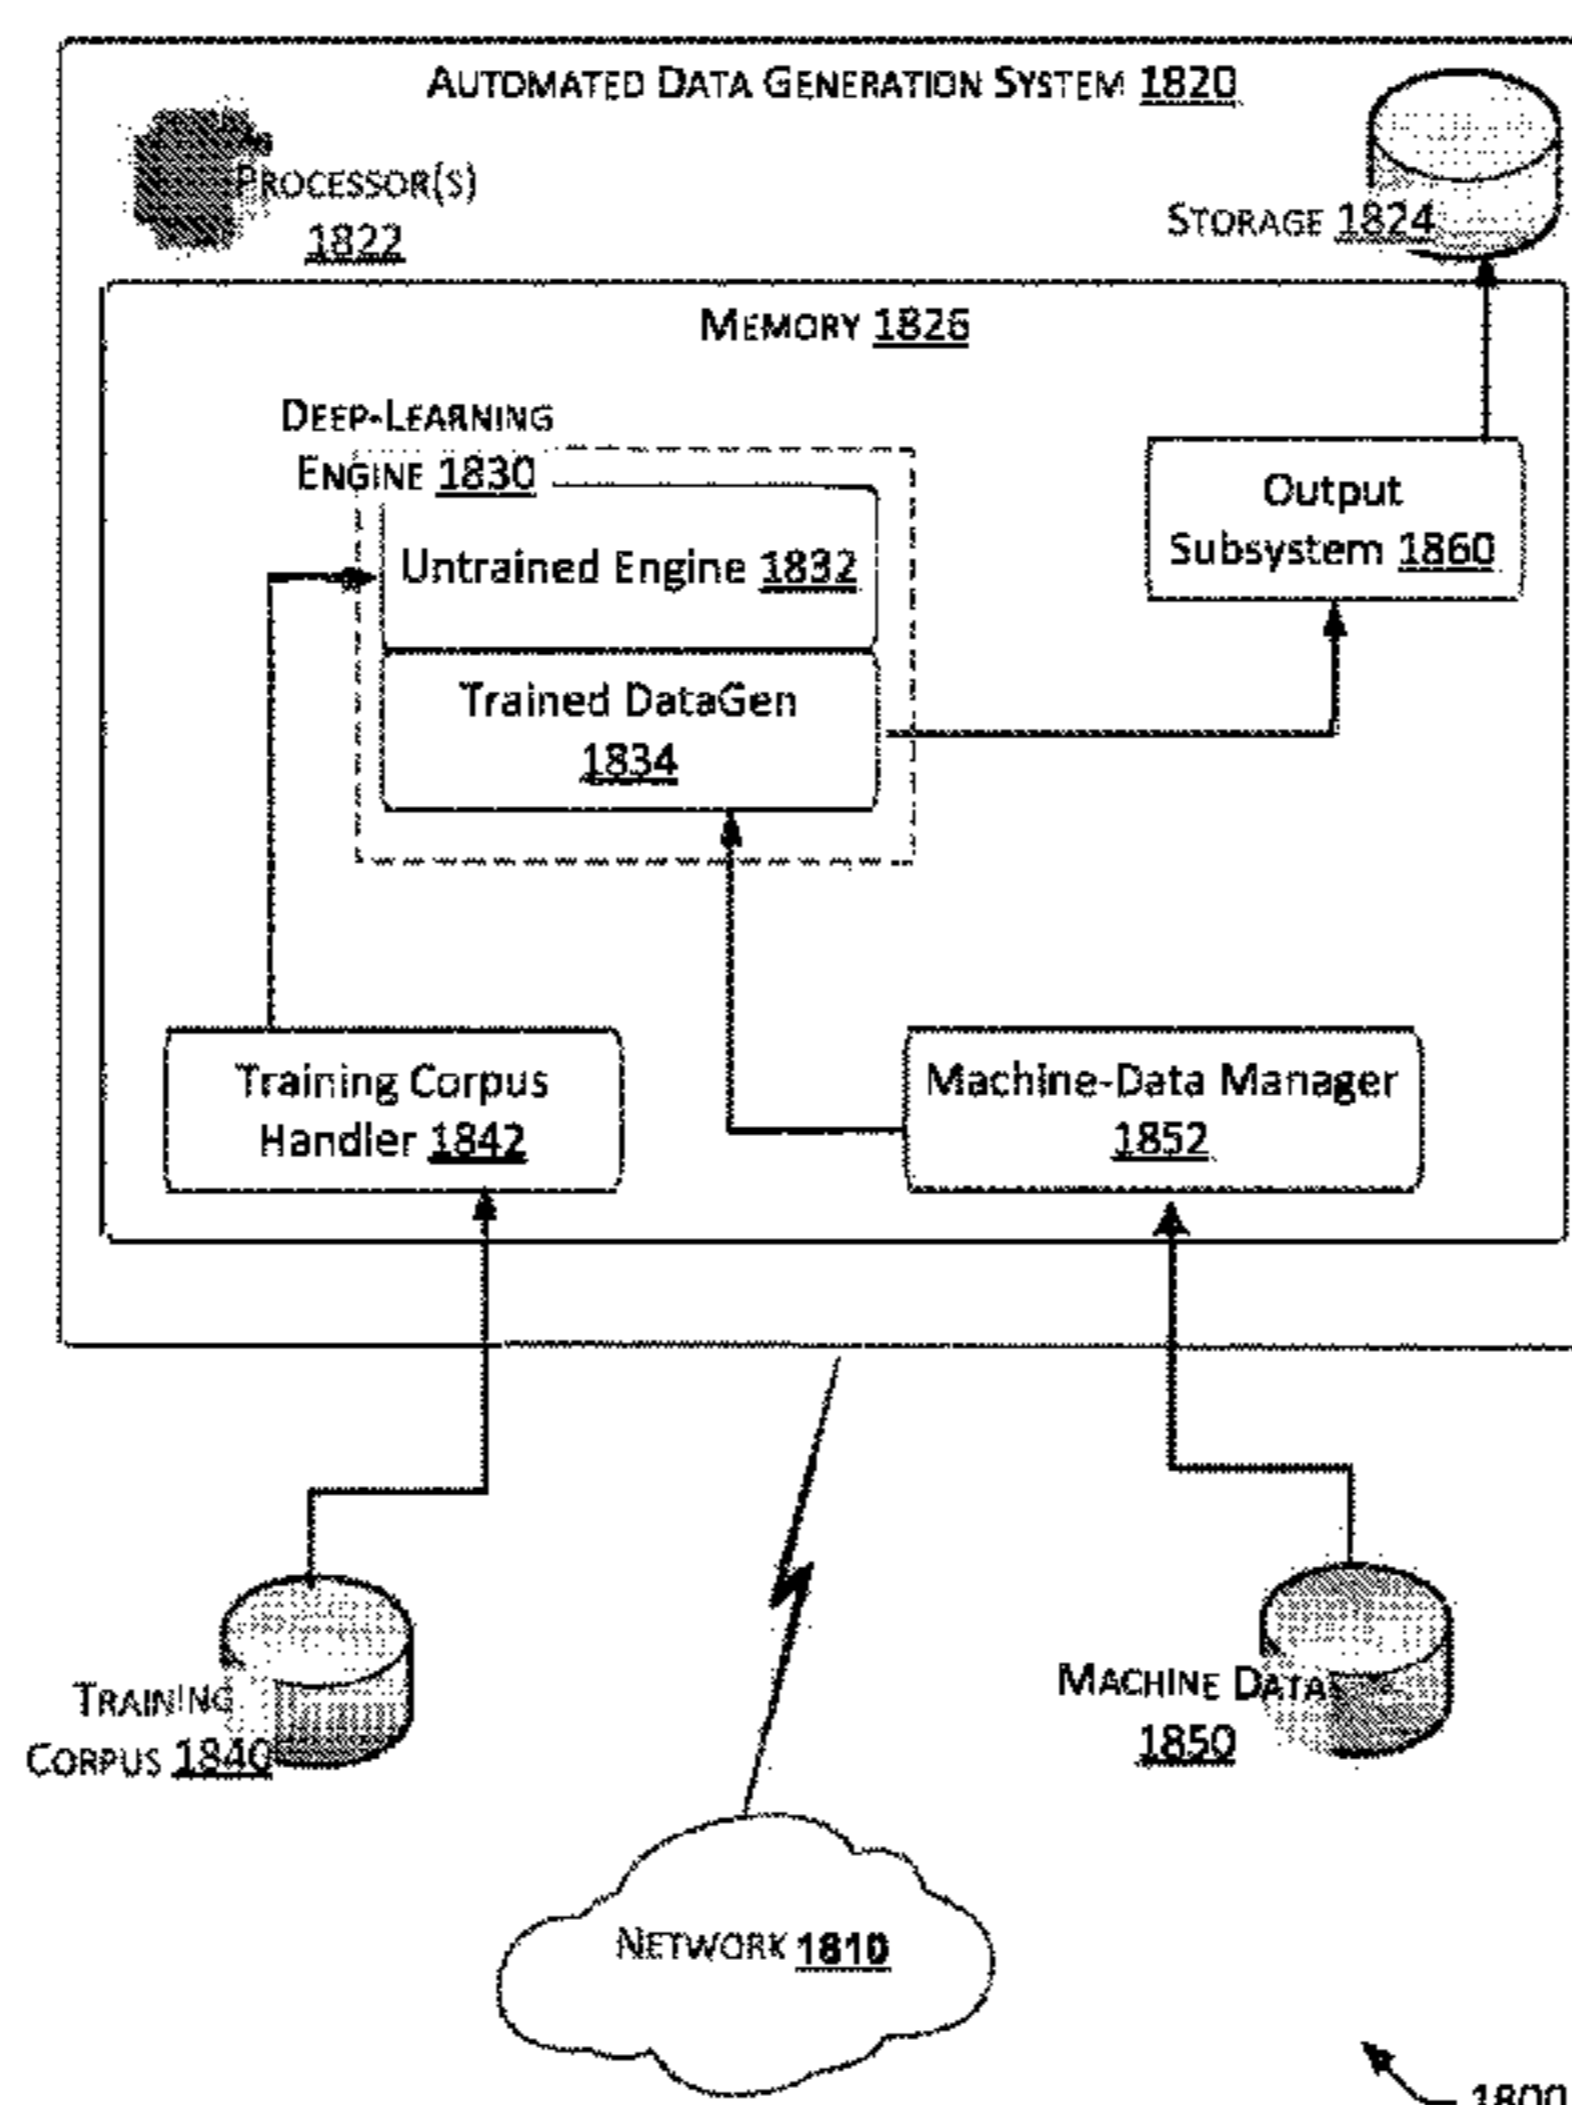 AUTOMATED DATA GENERATION SYSTEM 1820
PROCESSOR(S)
1822
STORAGE 1824
MEMORY 1826
DEEP-LEARNING
ENGINE 1830
Untrained Engine 1832
Trained DataGen
1834
Output
Subsystem 1860
Training Corpus
Handler 1842
Machine-Data Manager
1852
TRAINING
CORPUS 1840
MACHINE DATA
1850
NETWORK 1810
1800